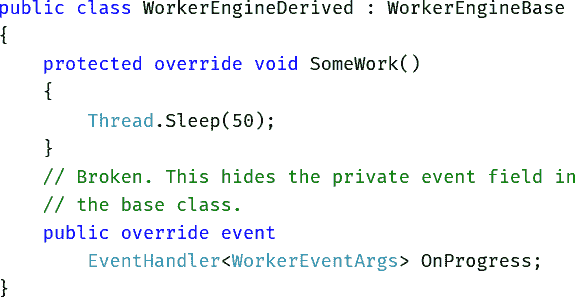 public class WorkerEngineDerived : WorkerEngineBase
{
    protected override void SomeWork()
    {
        Thread.Sleep(50);
    }
    // Broken. This hides the private event field in
    // the base class.
    public override event
        EventHandler<WorkerEventArgs> OnProgress;
}